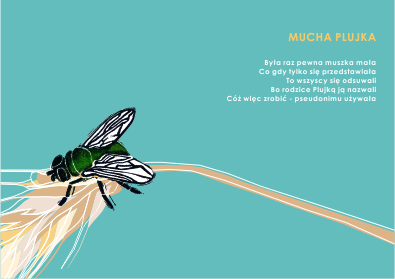 MUCHA PLUJKA
Była raz pewna muszka mała
Co gdy tylko się przedstawiała
To wszyscy się odsuwali
Bo rodzice Plujką ją nazwali
Cóż więc zrobić - pseudonimu używała